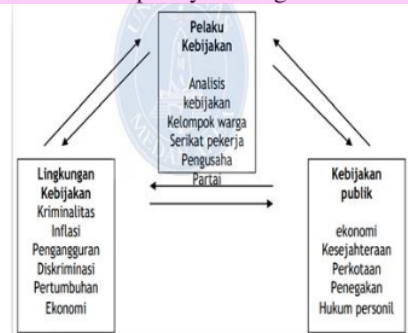 Pelaku
Kebijakan
Analisis
kebijakan
Kelompok warga
Serikat pekerja
Pengusaha
Partai
Lingkungan
Kebijakan
Kriminalitas
Inflasi
Pengangguran
Diskriminasi
Pertumbuhan
Ekonomi
Kebijakan
publik
ekonomi
Kesejahteraan
Perkotaan
Penegakan
Hukum personil